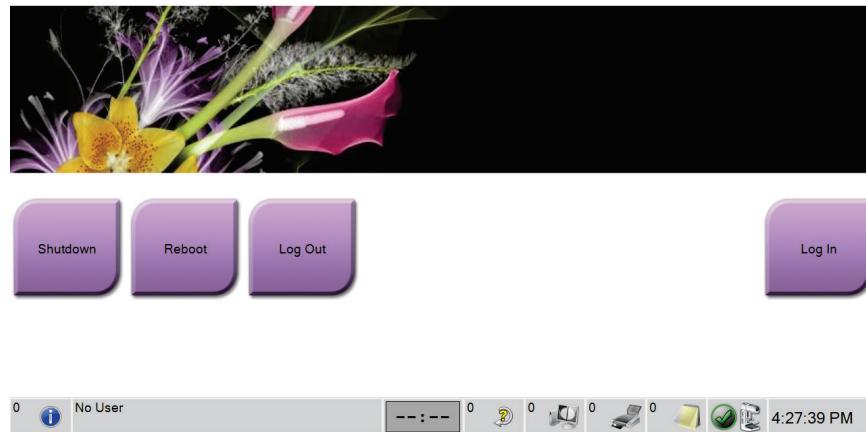 Shutdown
Reboot
Log Out
Log In
0
No User
--:--
0
0
0
0
4:27:39 PM